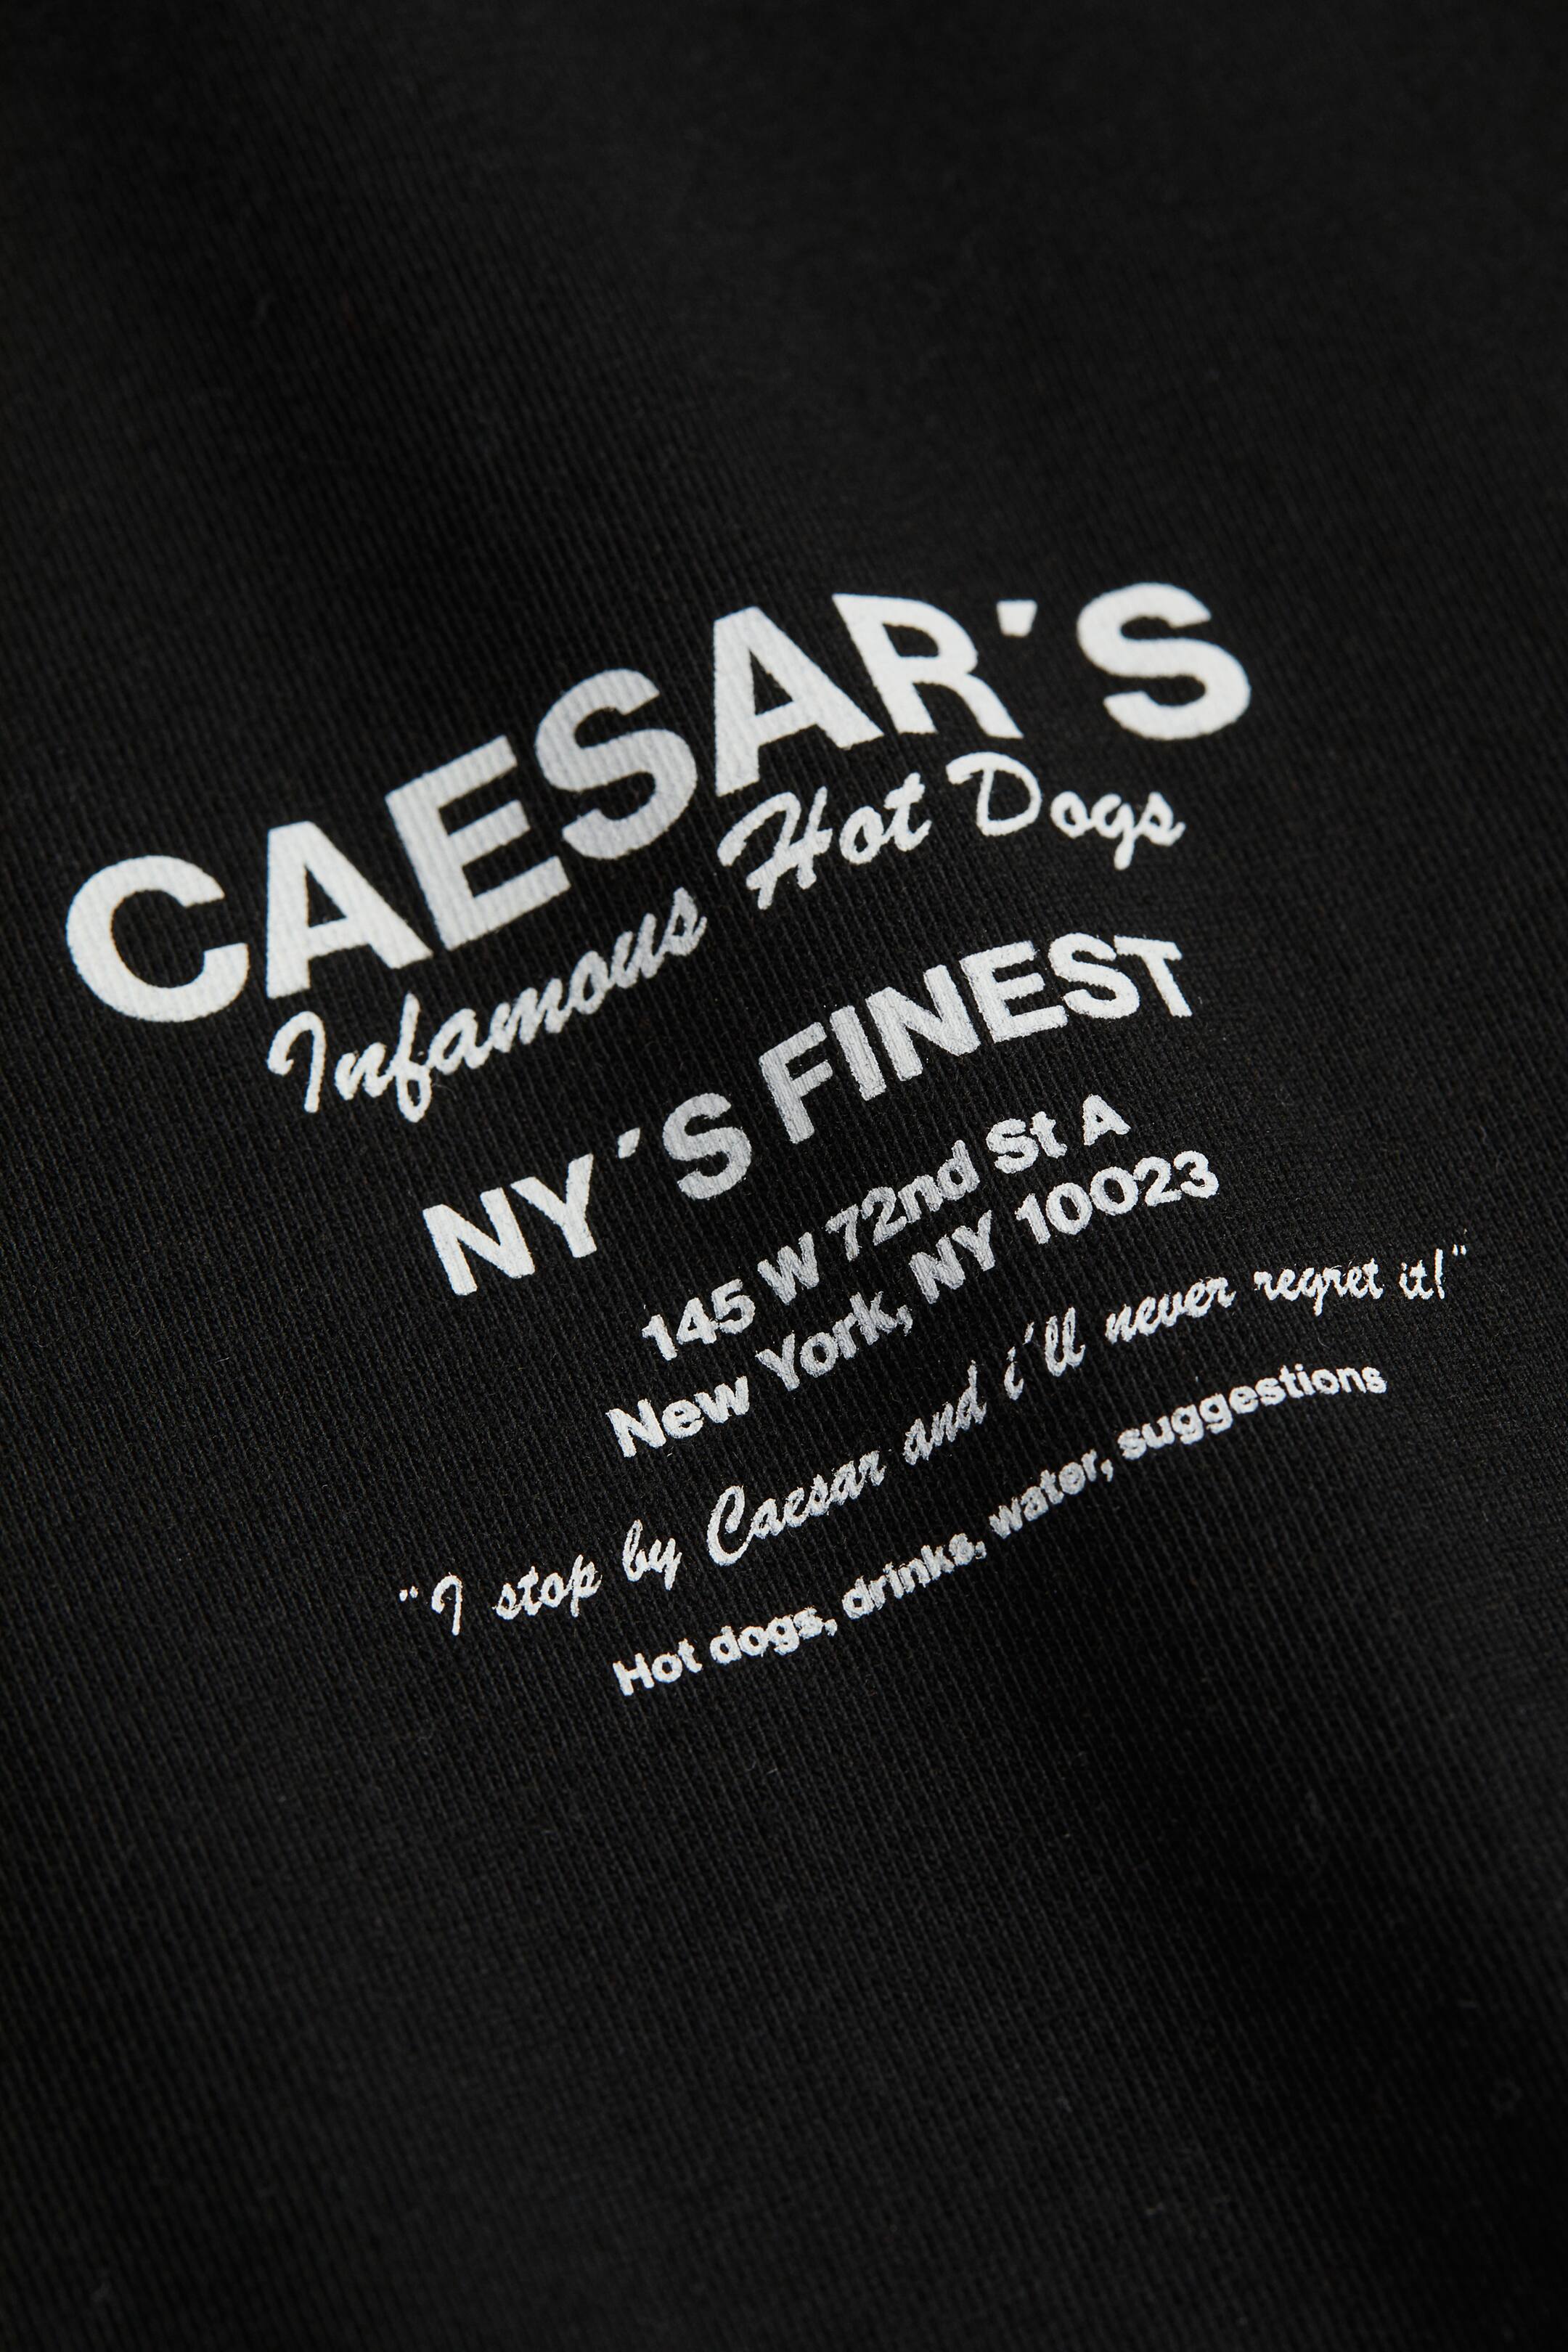 CAESAR'S
Infamous Hot Dogs
NY'S FINEST
145 W 72nd St A
New York, NY 10023
"I stop by Caesar and i'll never regret it!"
Hot dogs, drinks, water, suggestions